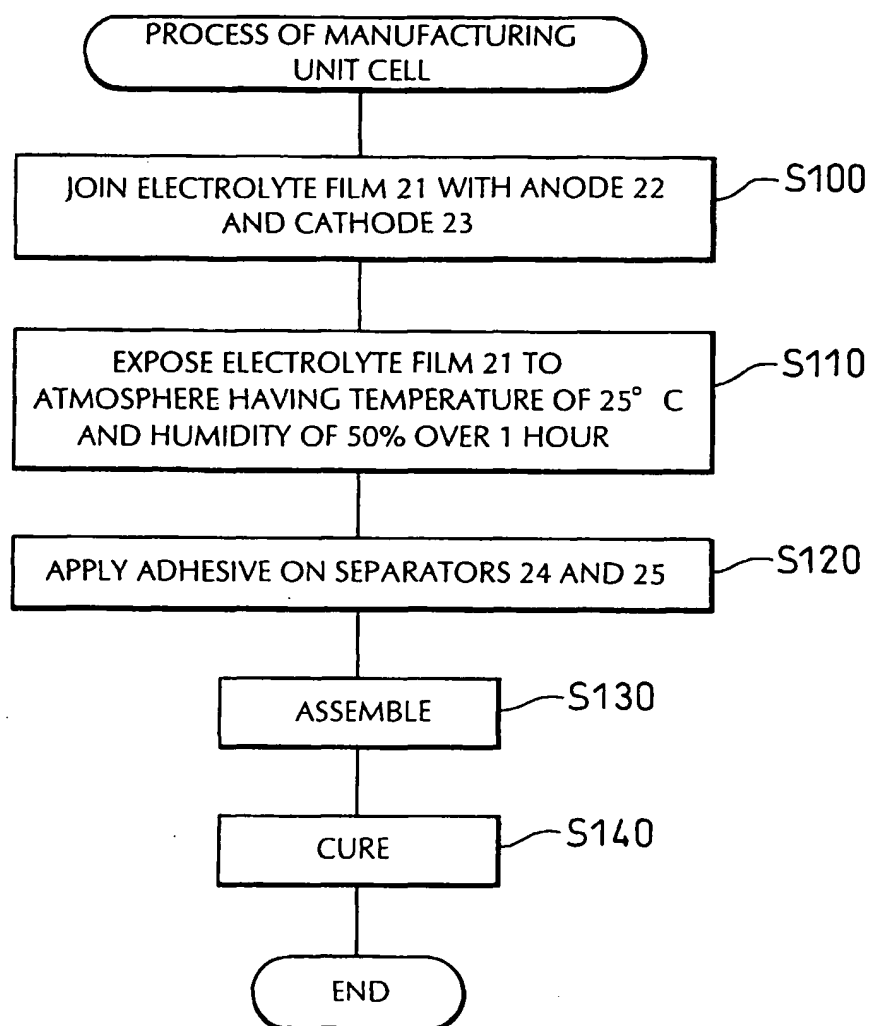 PROCESS OF MANUFACTURING
UNIT CELL
JOIN ELECTROLYTE FILM 21 WITH ANODE 22
AND CATHODE 23
S100
EXPOSE ELECTROLYTE FILM 21 TO
ATMOSPHERE HAVING TEMPERATURE OF 25° C
AND HUMIDITY OF 50% OVER 1 HOUR
S110
APPLY ADHESIVE ON SEPARATORS 24 AND 25
S120
ASSEMBLE
S130
CURE
S140
END